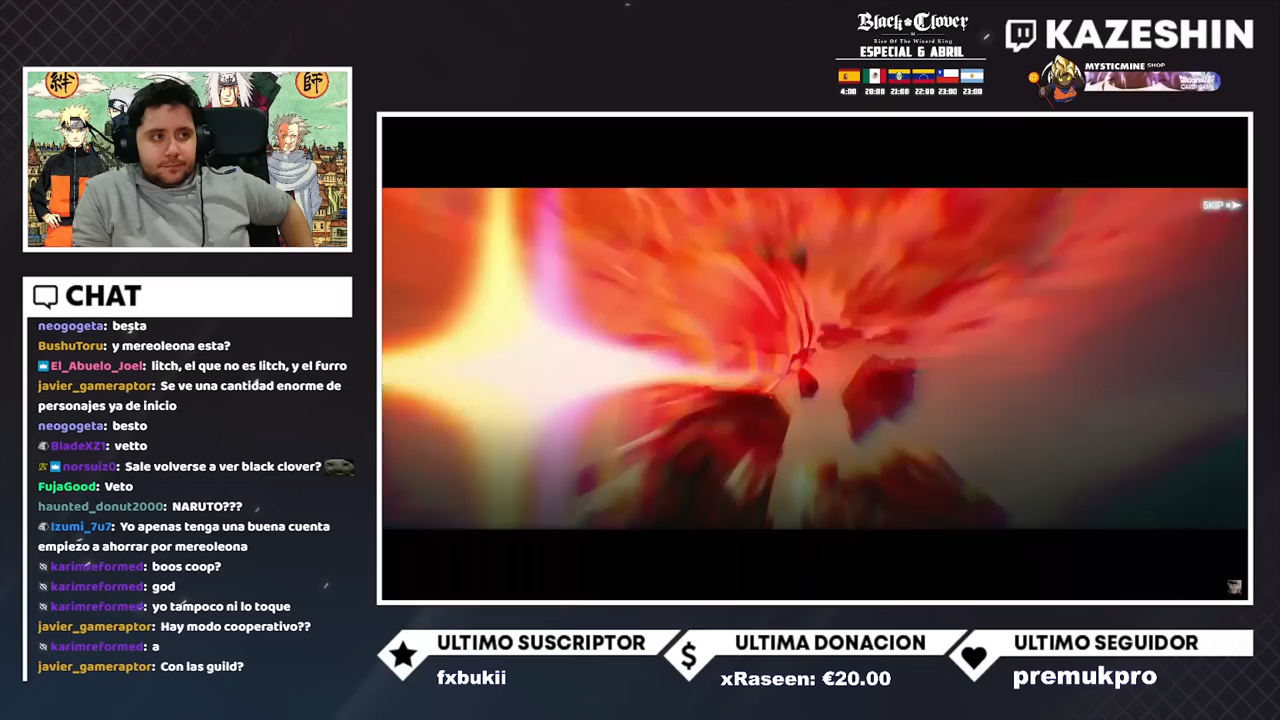 Black Clover
Rise Of The Wizard King
ESPECIAL 6 ABRIL
4:00 20:00 21:00 22:00 23:00 23:00
KAZESHIN
MYSTICMINE SHOP
絆
師
SKIP
CHAT
neogogeta: besta
BushuToru: y mereoleona esta?
El_Abuelo_Joel: litch, el que no es litch, y el furro
javier_gameraptor: Se ve una cantidad enorme de
personajes ya de inicio
neogogeta: besto
BladeXZ1: vetto
norsuiz0: Sale volverse a ver black clover?
FujaGood: Veto
haunted_donut2000: NARUTO???
Izumi_7u7: Yo apenas tenga una buena cuenta
empiezo a ahorrar por mereoleona
karimreformed: boos coop?
karimreformed: god
karimreformed: yo tampoco ni lo toque
javier_gameraptor: Hay modo cooperativo??
karimreformed: a
javier_gameraptor: Con las guild?
ULTIMO SUSCRIPTOR
fxbukii
$
ULTIMA DONACION
xRaseen: €20.00
ULTIMO SEGUIDOR
premukpro